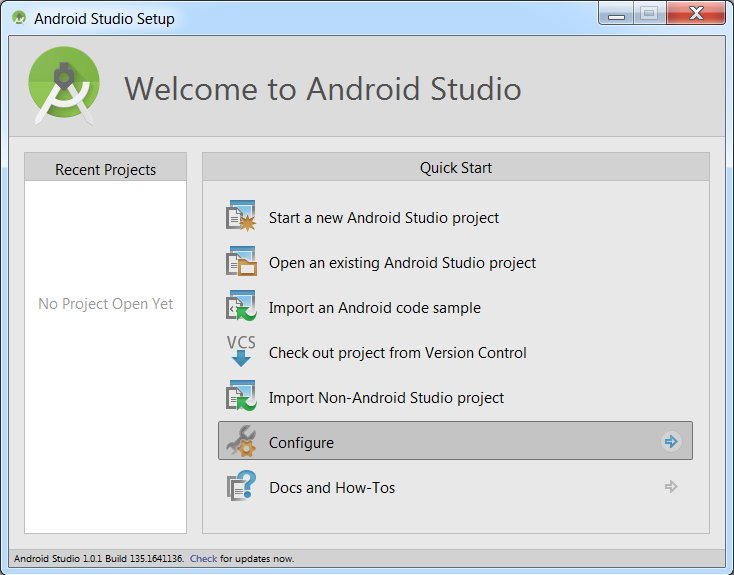 Android Studio Setup
Welcome to Android Studio
Recent Projects
No Project Open Yet
Quick Start
Start a new Android Studio project
Open an existing Android Studio project
Import an Android code sample
VCS
Check out project from Version Control
Import Non-Android Studio project
Configure
Docs and How-Tos
Android Studio 1.0.1 Build 135.1641136. Check for updates now.